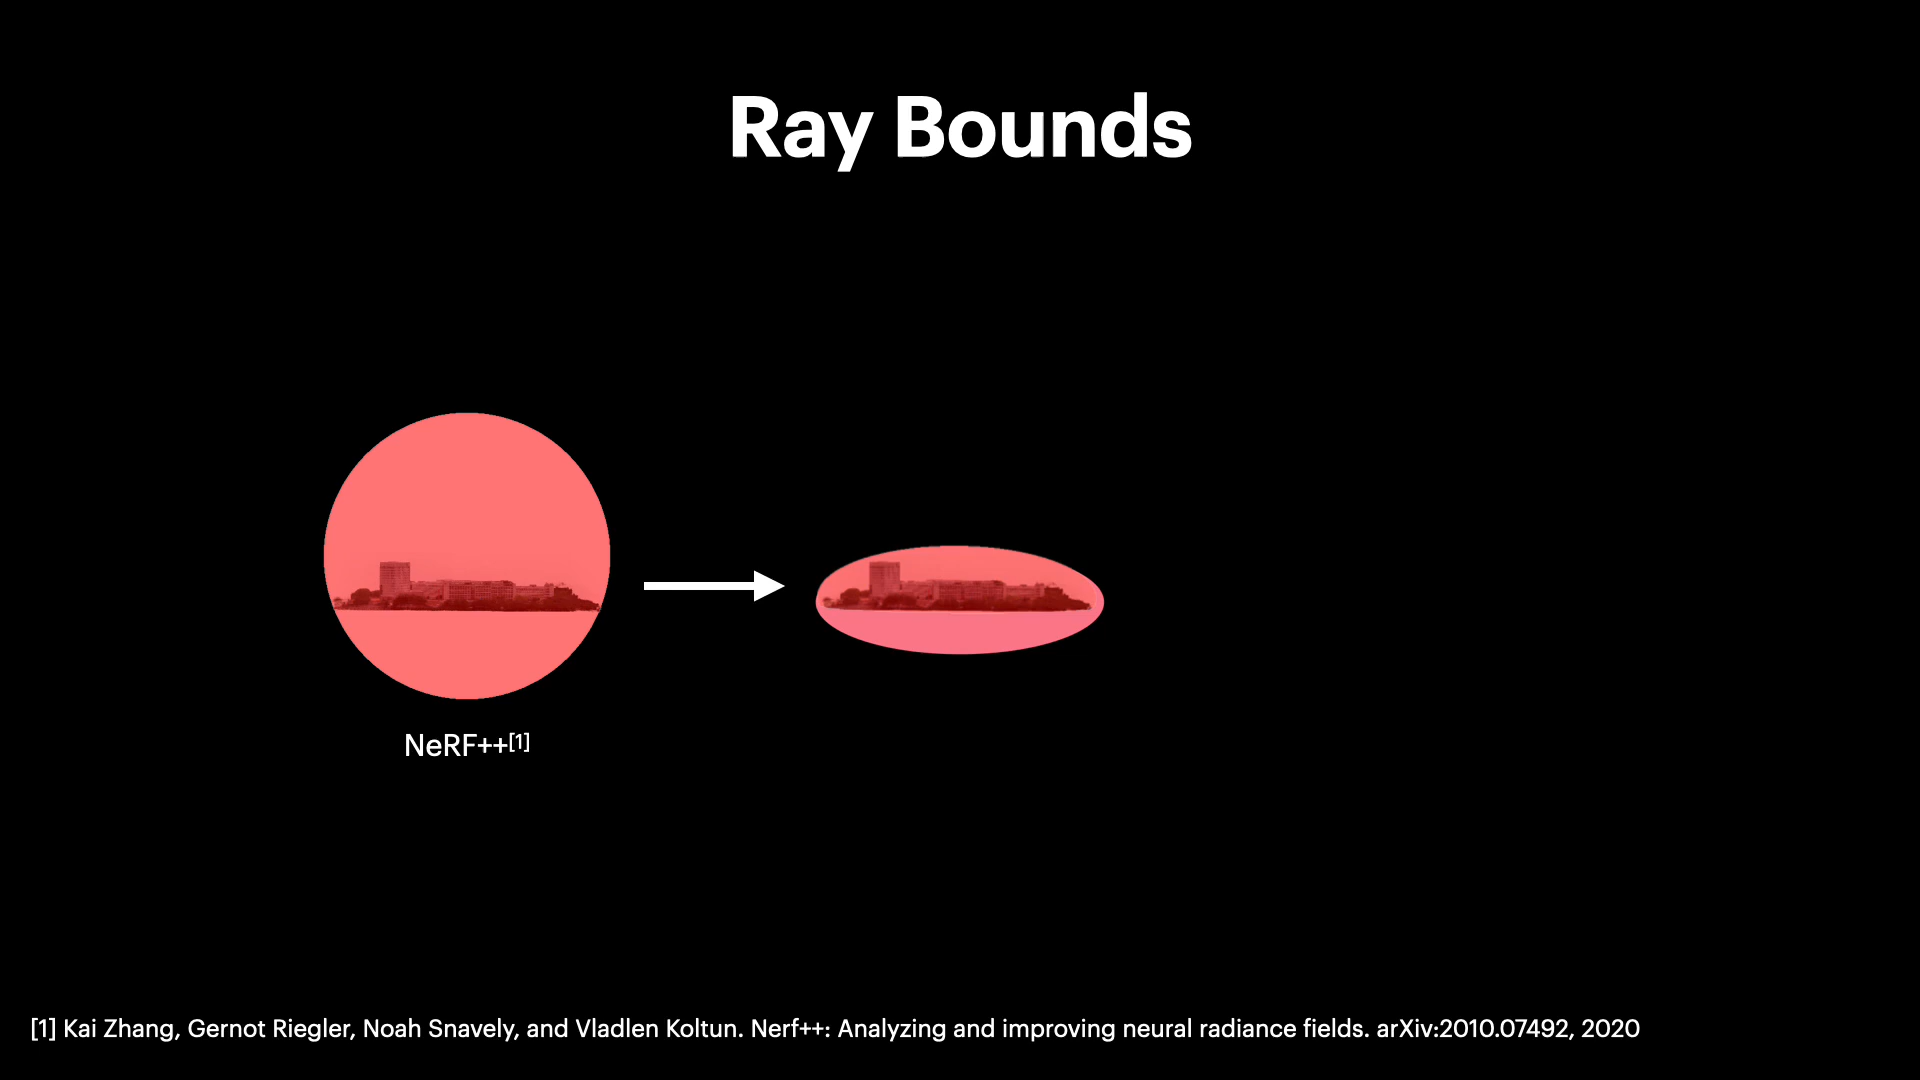 Ray Bounds
NeRF++[1]
[1] Kai Zhang, Gernot Riegler, Noah Snavely, and Vladlen Koltun. Nerf++: Analyzing and improving neural radiance fields. arXiv:2010.07492, 2020